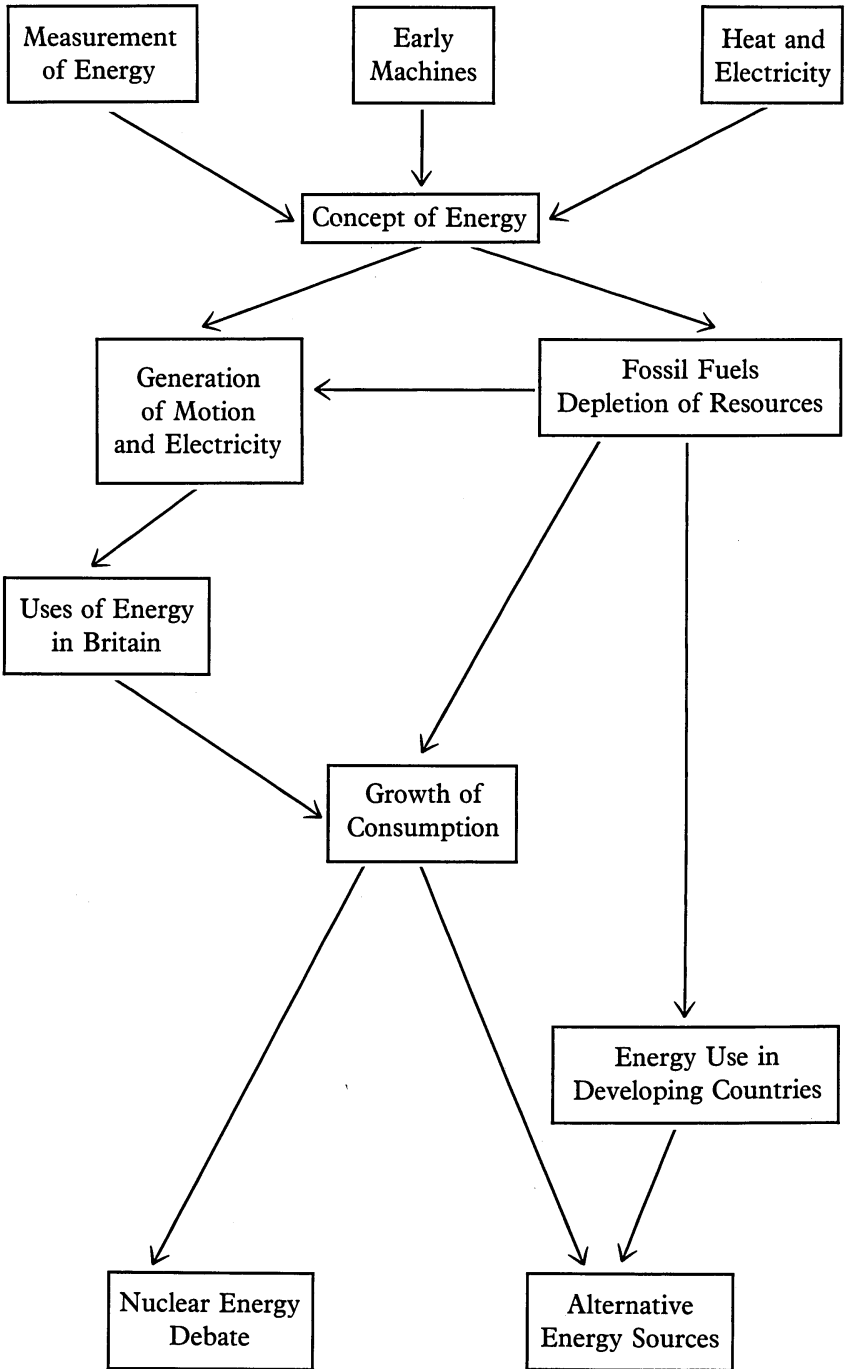 Measurement
of Energy
Early
Machines
Heat and
Electricity
Concept of Energy
Generation
of Motion
and Electricity
Fossil Fuels
Depletion of Resources
Uses of Energy
in Britain
Growth of
Consumption
Energy Use in
Developing Countries
Nuclear Energy
Debate
Alternative
Energy Sources